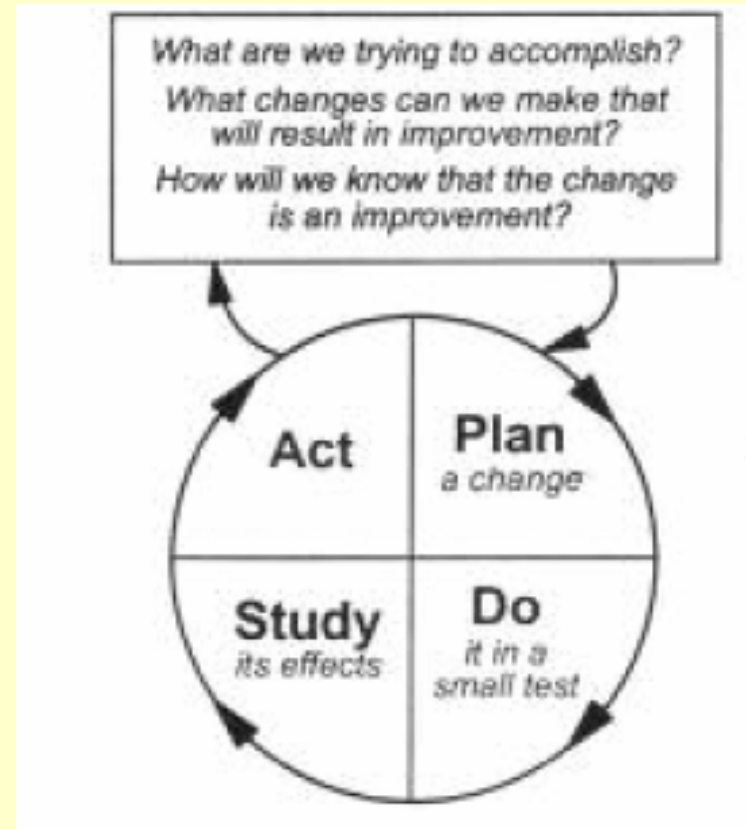 What are we trying to accomplish?
What changes can we make that
will result in improvement?
How will we know that the change
is an improvement?
Act
Plan
a change
Study
its effects
Do
it in a
small test